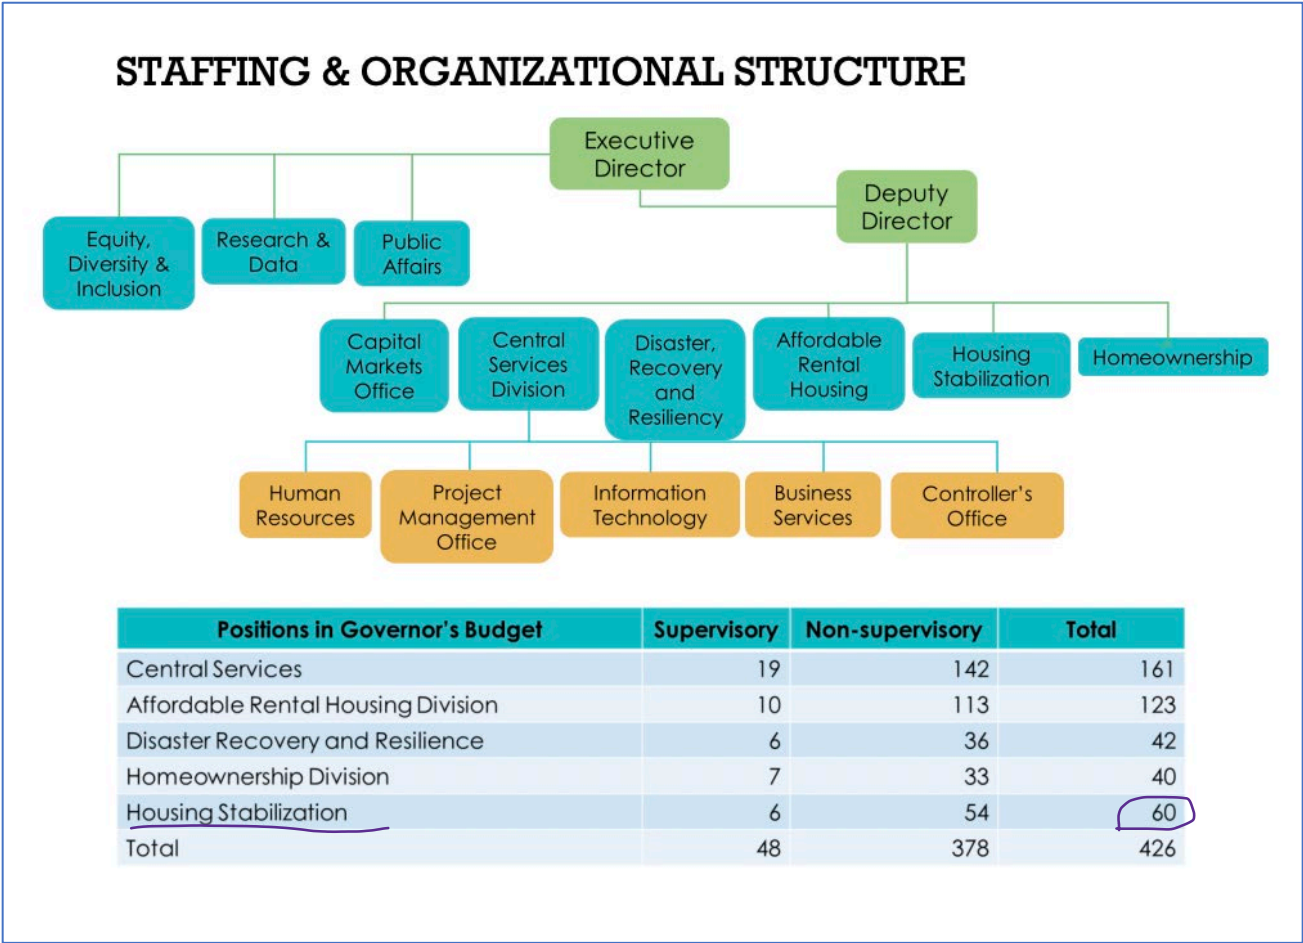 STAFFING & ORGANIZATIONAL STRUCTURE
Executive
Director
Deputy
Director
Equity,
Diversity &
Inclusion
Research &
Data
Public
Affairs
Capital
Markets
Office
Central
Services
Division
Disaster,
Recovery
and
Resiliency
Affordable
Rental
Housing
Housing
Stabilization
Homeownership
Human
Resources
Project
Management
Office
Information
Technology
Business
Services
Controller's
Office
Positions in Governor's Budget Supervisory Non-supervisory Total
Central Services 19 142 161
Affordable Rental Housing Division 10 113 123
Disaster Recovery and Resilience 6 36 42
Homeownership Division 7 33 40
Housing Stabilization 6 54 60
Total 48 378 426